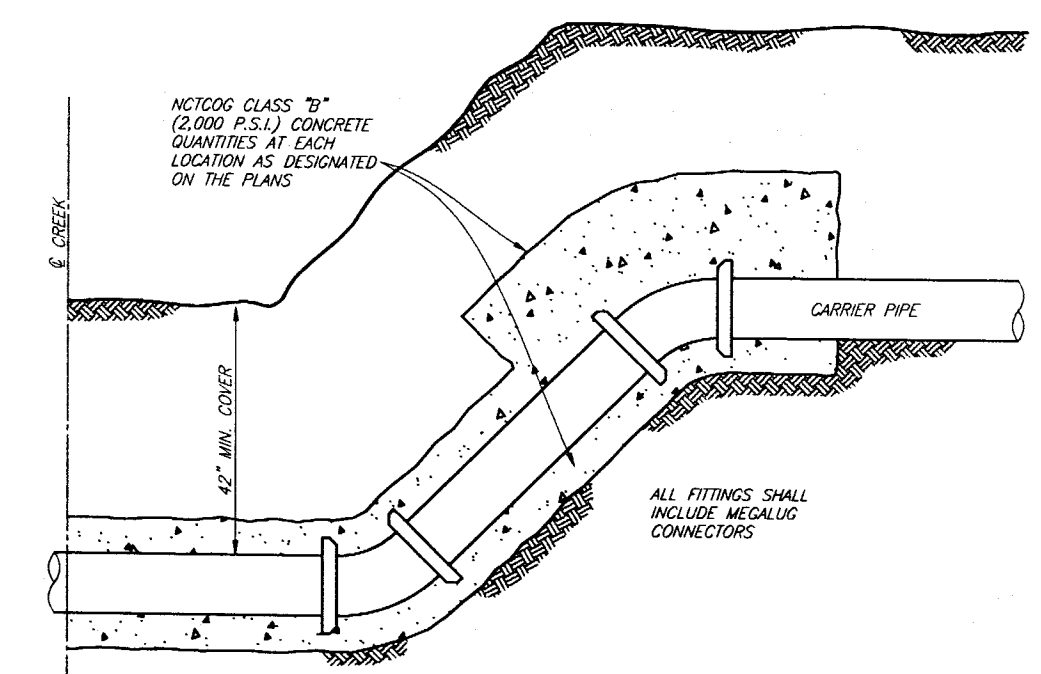 NCTCOG CLASS "B"
(2,000 P.S.I.) CONCRETE
QUANTITIES AT EACH
LOCATION AS DESIGNATED
ON THE PLANS
℄ CREEK
42" MIN. COVER
CARRIER PIPE
ALL FITTINGS SHALL
INCLUDE MEGALUG
CONNECTORS